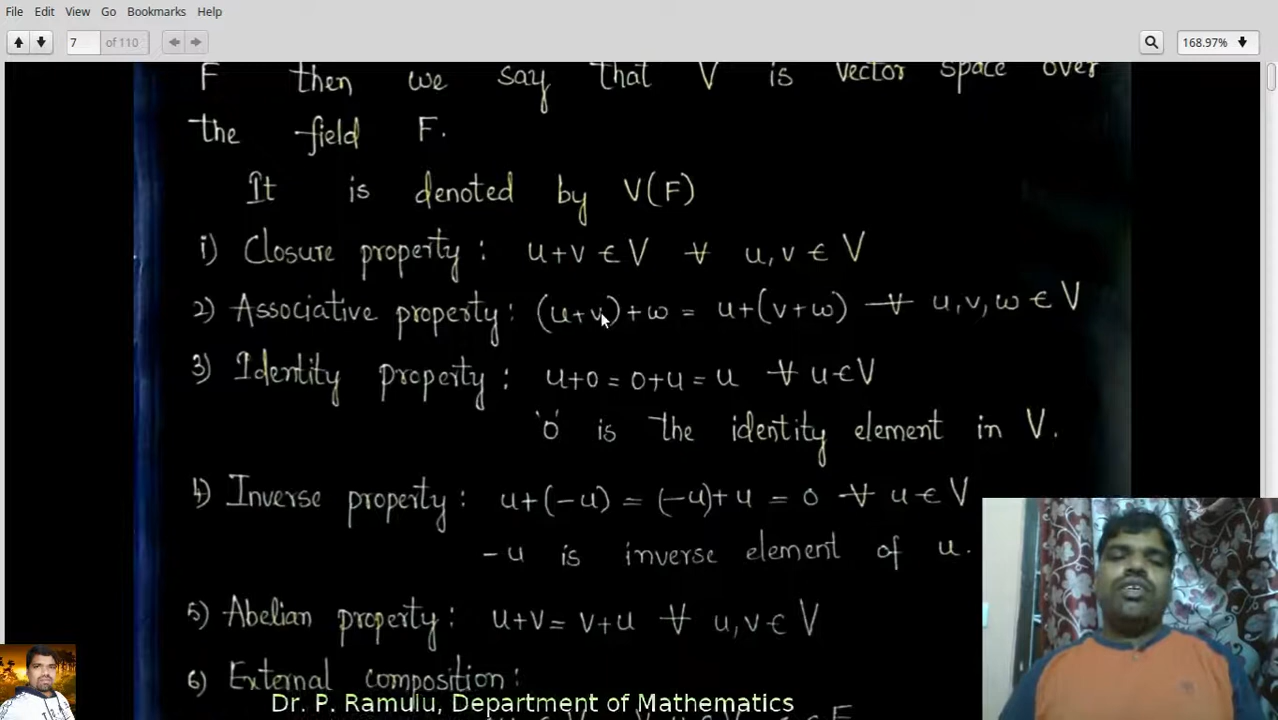 File Edit View Go Bookmarks Help
7 of 110 168.97%
F then we say that V is vector space over
the field F.
It is denoted by V(F)
1) Closure property : u+v ∈ V ∀ u, v ∈ V
2) Associative property : (u+v)+w = u+(v+w) ∀ u, v, w ∈ V
3) Identity property : u+0 = 0+u = u ∀ u ∈ V
'0' is the identity element in V.
4) Inverse property : u+(-u) = (-u)+u = 0 ∀ u ∈ V
-u is inverse element of u.
5) Abelian property : u+v = v+u ∀ u, v ∈ V
6) External composition :
Dr. P. Ramulu, Department of Mathematics